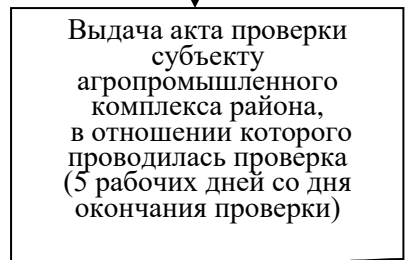 Выдача акта проверки
субъекту
агропромышленного
комплекса района,
в отношении которого
проводилась проверка
(5 рабочих дней со дня
окончания проверки)